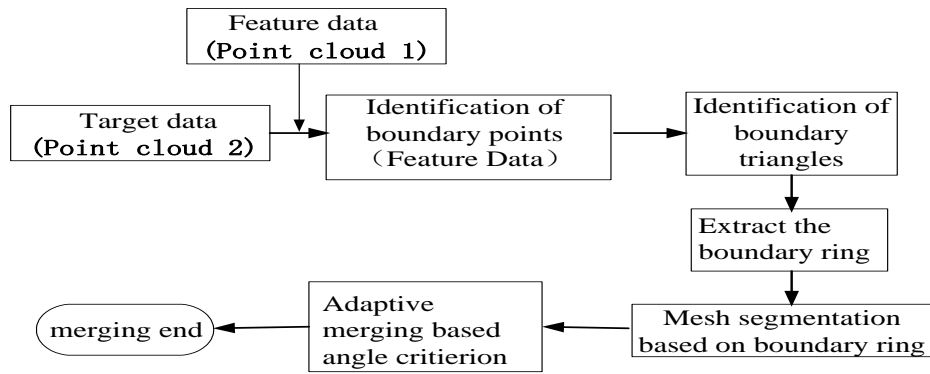 Feature data
(Point cloud 1)
Target data
(Point cloud 2)
Identification of
boundary points
（Feature Data）
Identification of
boundary
triangles
Extract the
boundary ring
Mesh segmentation
based on boundary ring
Adaptive
merging based
angle critierion
merging end